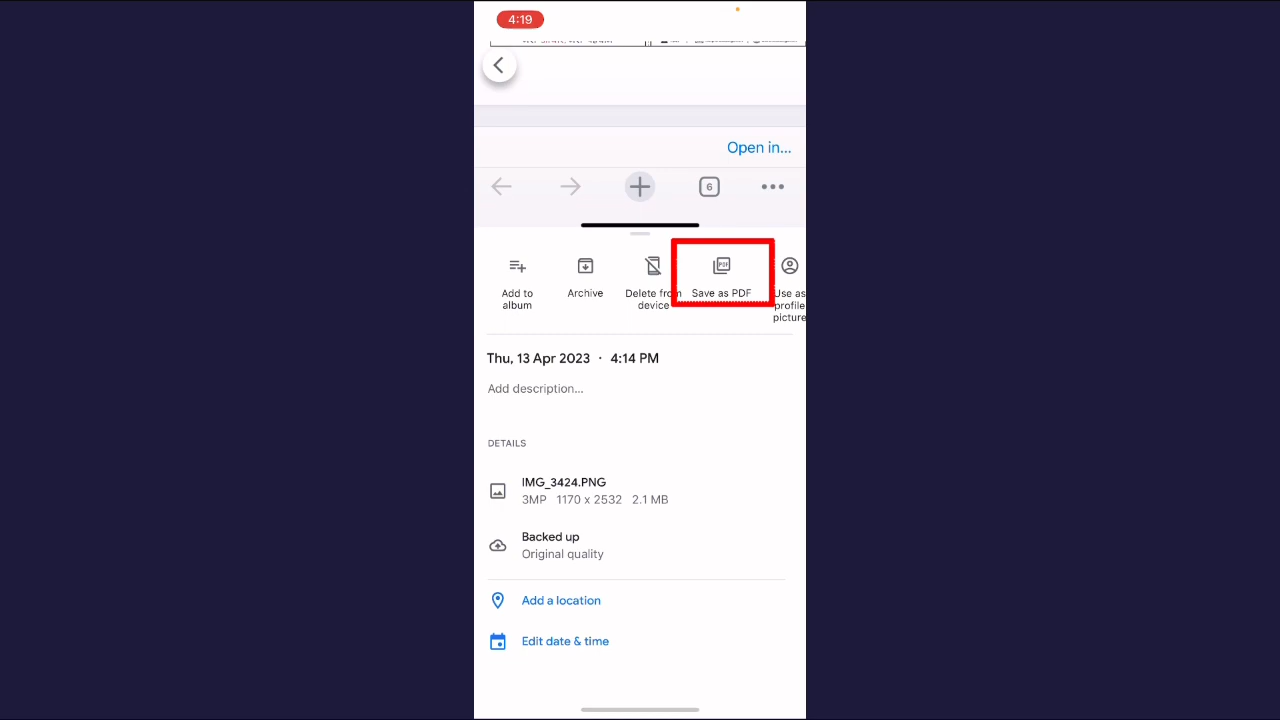 4:19
Open in...
6
Add to
album
Archive
Delete from
device
PDF
Save as PDF
Use as
profile
picture
Thu, 13 Apr 2023 · 4:14 PM
Add description...
DETAILS
IMG_3424.PNG
3MP 1170 x 2532 2.1 MB
Backed up
Original quality
Add a location
Edit date & time